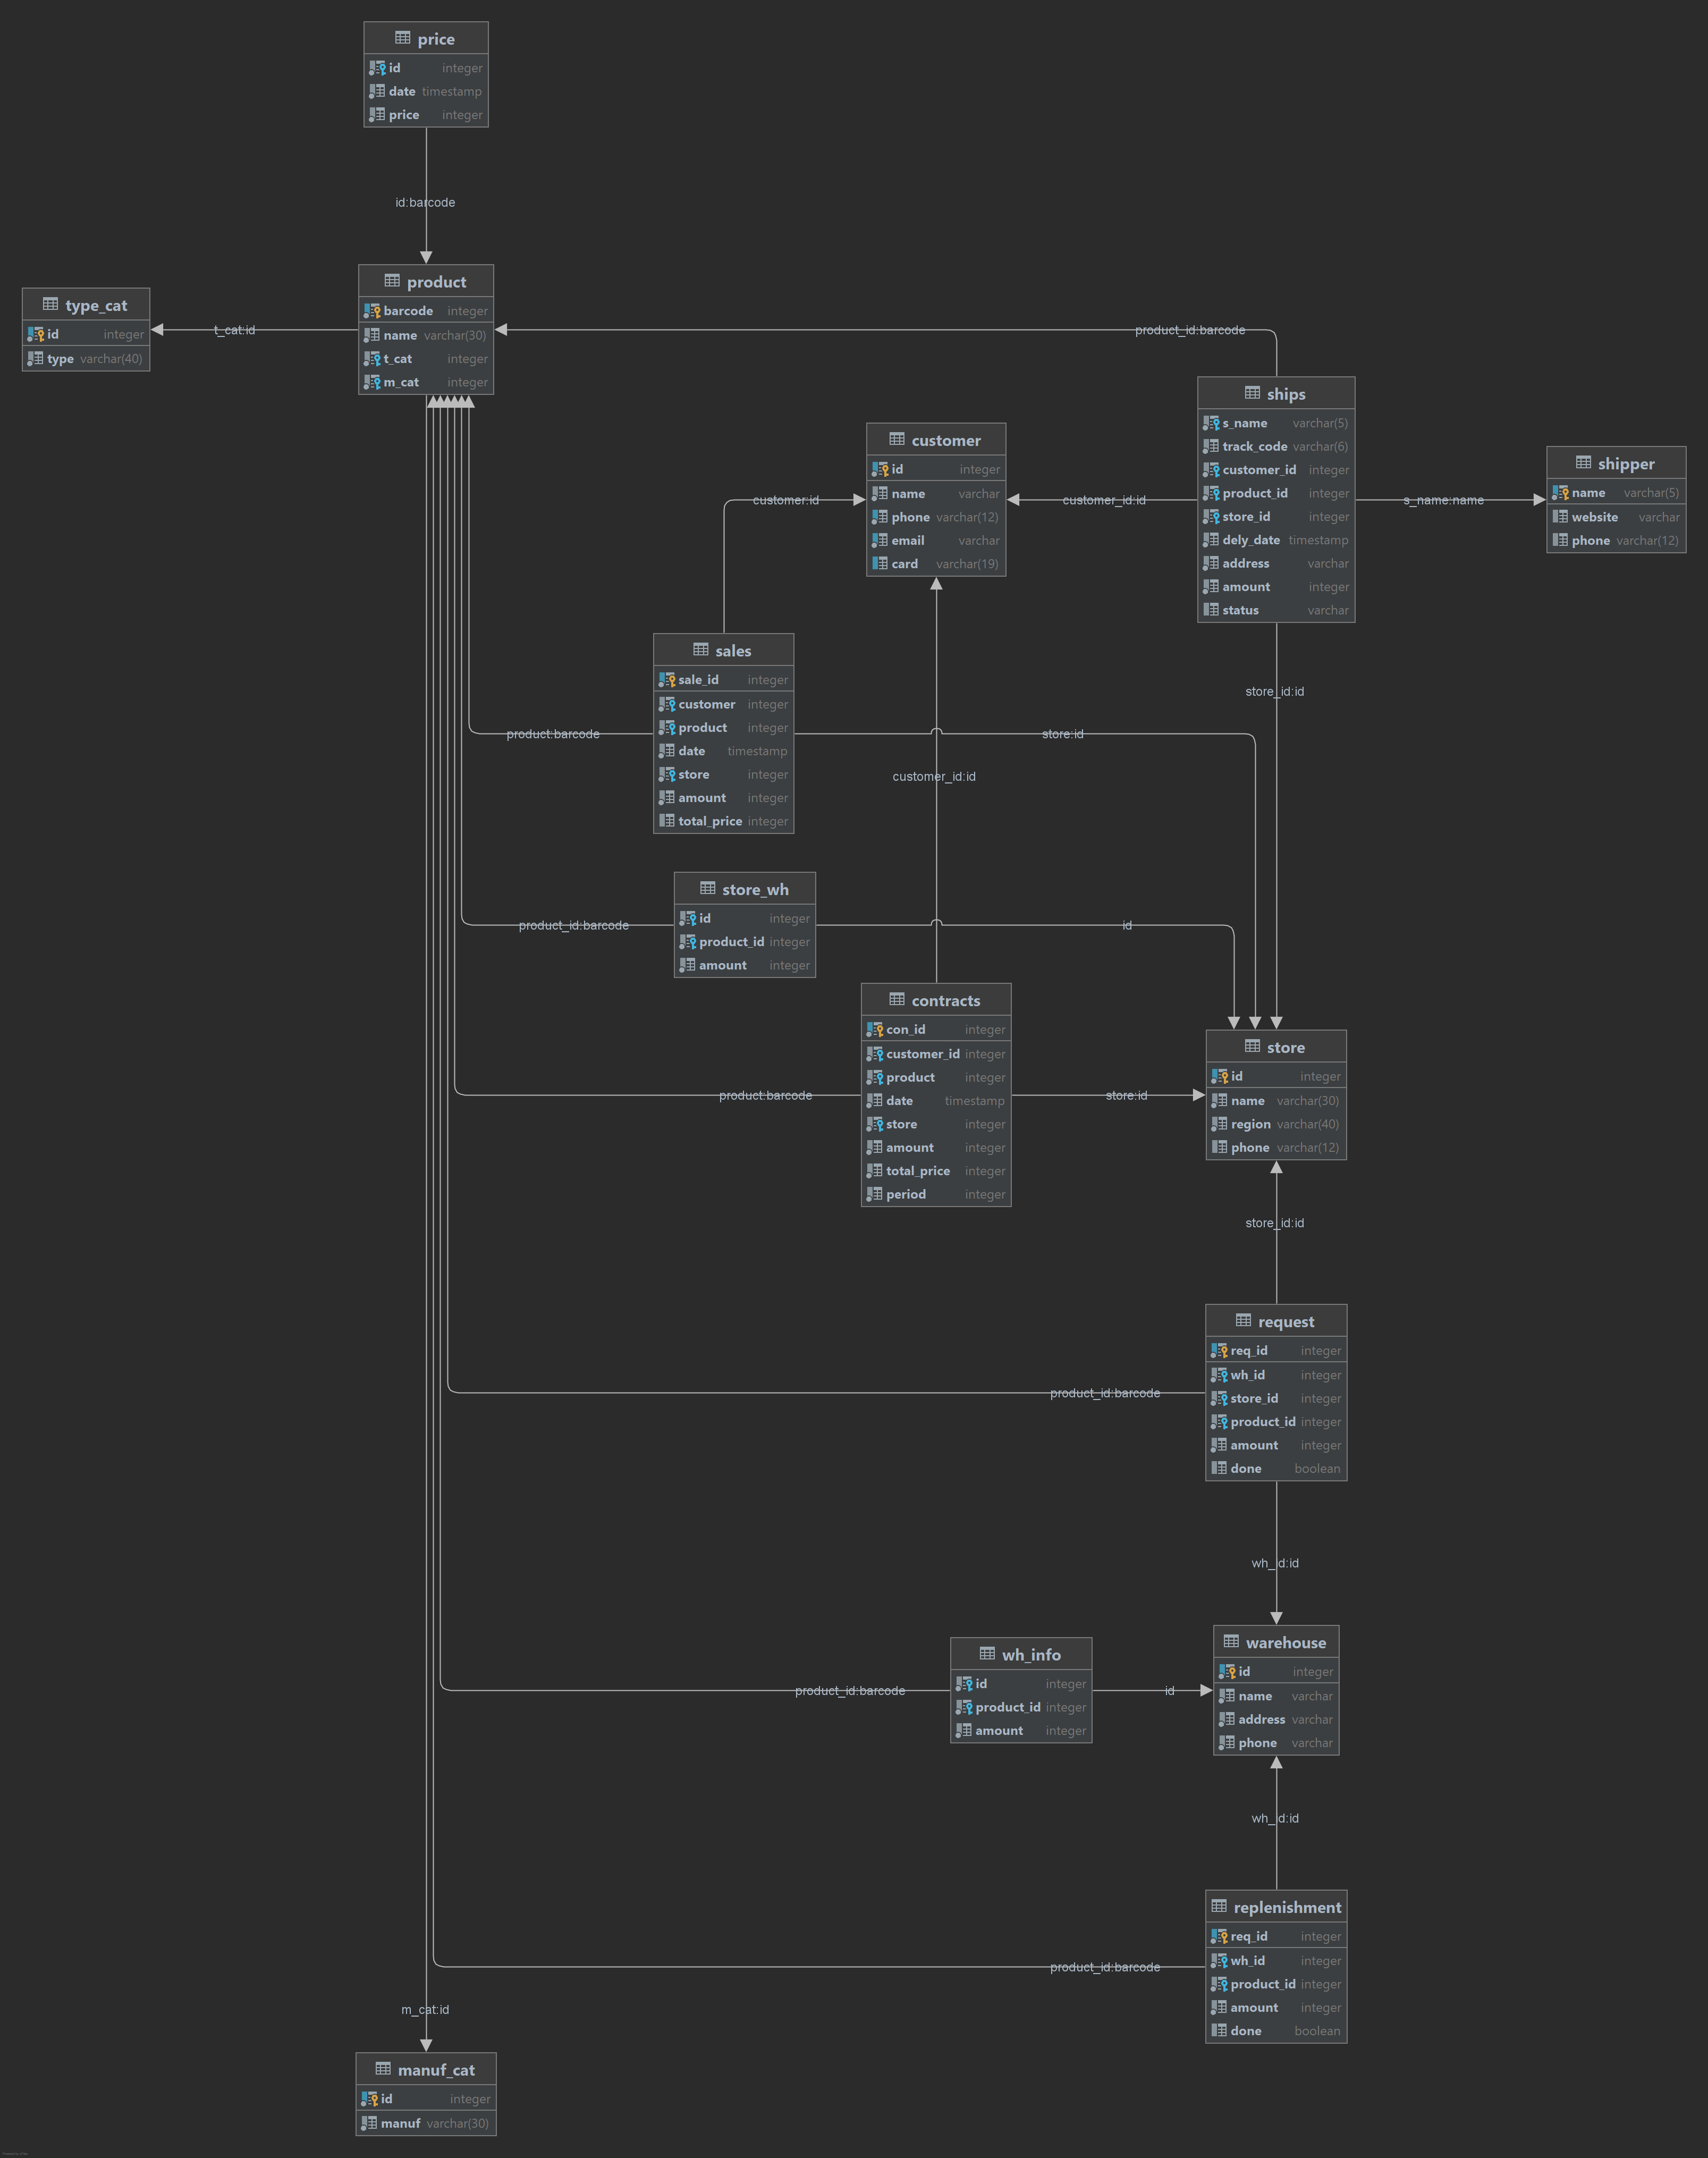 price
id integer
date timestamp
price integer
id:barcode
product
barcode integer
name varchar(30)
t_cat integer
m_cat integer
type_cat
id integer
type varchar(40)
t_cat:id
product_id:barcode
ships
s_name varchar(5)
track_code varchar(6)
customer_id integer
product_id integer
store_id integer
dely_date timestamp
address varchar
amount integer
status varchar
customer
id integer
name varchar
phone varchar(12)
email varchar
card varchar(19)
shipper
name varchar(5)
website varchar
phone varchar(12)
customer:id
customer_id:id
s_name:name
sales
sale_id integer
customer integer
product integer
date timestamp
store integer
amount integer
total_price integer
store_id:id
product:barcode
store:id
customer_id:id
store_wh
id integer
product_id integer
amount integer
product_id:barcode
id
contracts
con_id integer
customer_id integer
product integer
date timestamp
store integer
amount integer
total_price integer
period integer
product:barcode
store:id
store
id integer
name varchar(30)
region varchar(40)
phone varchar(12)
store_id:id
request
req_id integer
wh_id integer
store_id integer
product_id integer
amount integer
done boolean
product_id:barcode
wh_id:id
wh_info
id integer
product_id integer
amount integer
product_id:barcode
id
warehouse
id integer
name varchar
address varchar
phone varchar
wh_id:id
replenishment
req_id integer
wh_id integer
product_id integer
amount integer
done boolean
product_id:barcode
m_cat:id
manuf_cat
id integer
manuf varchar(30)